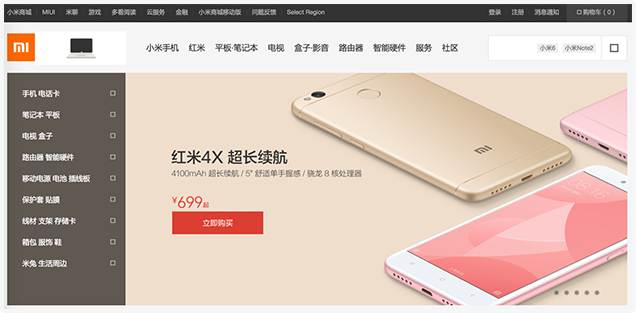 小米商城 MIUI 米聊 游戏 多看阅读 云服务 金融 小米商城移动版 问题反馈 Select Region 登录 注册 消息通知 购物车 ( 0 )
MI 小米手机 红米 平板·笔记本 电视 盒子·影音 路由器 智能硬件 服务 社区 小米6 小米Note2
手机 电话卡
笔记本 平板
电视 盒子
路由器 智能硬件
移动电源 电池 插线板
保护套 贴膜
线材 支架 存储卡
箱包 服饰 鞋
米兔 生活周边
红米4X 超长续航
4100mAh 超长续航 / 5" 舒适单手握感 / 骁龙 8 核处理器
¥699起
立即购买
MI